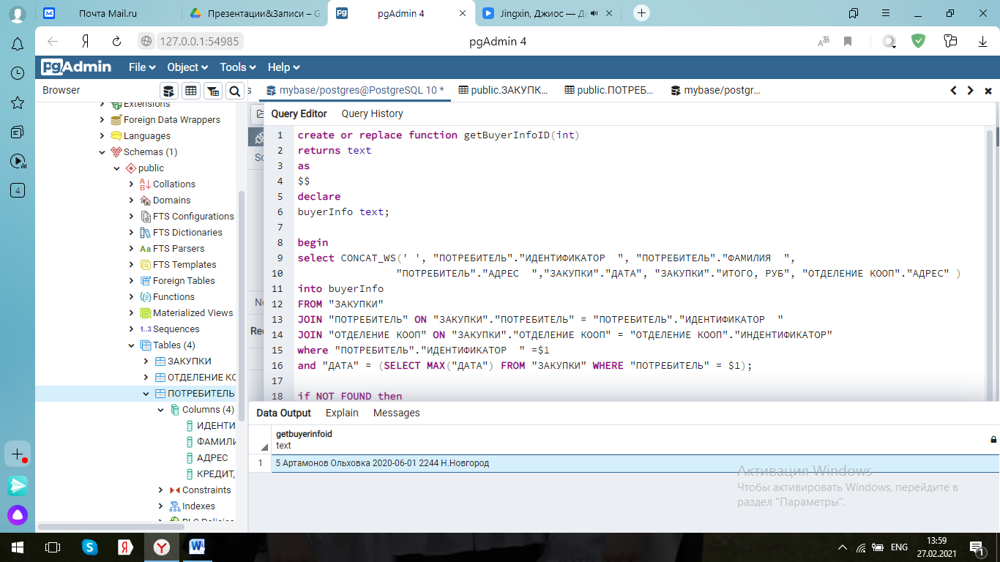 Почта Mail.ru
Презентации&Записи – G
pgAdmin 4
Jingxin, Джиос — Де
127.0.0.1:54985
pgAdmin 4
pgAdmin
File
Object
Tools
Help
Browser
s
mybase/postgres@PostgreSQL 10 *
public.ЗАКУПК...
public.ПОТРЕБ...
mybase/postgr...
Extensions
Foreign Data Wrappers
Languages
Schemas (1)
public
Collations
Domains
FTS Configurations
FTS Dictionaries
FTS Parsers
FTS Templates
Foreign Tables
Functions
Materialized Views
Sequences
Tables (4)
ЗАКУПКИ
ОТДЕЛЕНИЕ КО
ПОТРЕБИТЕЛЬ
Columns (4)
ИДЕНТИ
ФАМИЛИ
АДРЕС
КРЕДИТ,
Constraints
Indexes
RLS Policies
4
Query Editor
Query History
Sc
No
Rec
1 create or replace function getBuyerInfoID(int)
2 returns text
3 as
4 $$
5 declare
6 buyerInfo text;
7
8 begin
9 select CONCAT_WS(' ', "ПОТРЕБИТЕЛЬ"."ИДЕНТИФИКАТОР  ", "ПОТРЕБИТЕЛЬ"."ФАМИЛИЯ  ",
10 "ПОТРЕБИТЕЛЬ"."АДРЕС  ","ЗАКУПКИ"."ДАТА", "ЗАКУПКИ"."ИТОГО, РУБ", "ОТДЕЛЕНИЕ КООП"."АДРЕС" )
11 into buyerInfo
12 FROM "ЗАКУПКИ"
13 JOIN "ПОТРЕБИТЕЛЬ" ON "ЗАКУПКИ"."ПОТРЕБИТЕЛЬ" = "ПОТРЕБИТЕЛЬ"."ИДЕНТИФИКАТОР  "
14 JOIN "ОТДЕЛЕНИЕ КООП" ON "ЗАКУПКИ"."ОТДЕЛЕНИЕ КООП" = "ОТДЕЛЕНИЕ КООП"."ИНДЕНТИФИКАТОР"
15 where "ПОТРЕБИТЕЛЬ"."ИДЕНТИФИКАТОР  " =$1
16 and "ДАТА" = (SELECT MAX("ДАТА") FROM "ЗАКУПКИ" WHERE "ПОТРЕБИТЕЛЬ" = $1);
17
18 if NOT FOUND then
Data Output
Explain
Messages
getbuyerinfoid
text
1
5 Артамонов Ольховка 2020-06-01 2244 Н.Новгород
Активация Windows
Чтобы активировать Windows, перейдите в
раздел "Параметры".
ENG
13:59
27.02.2021
1